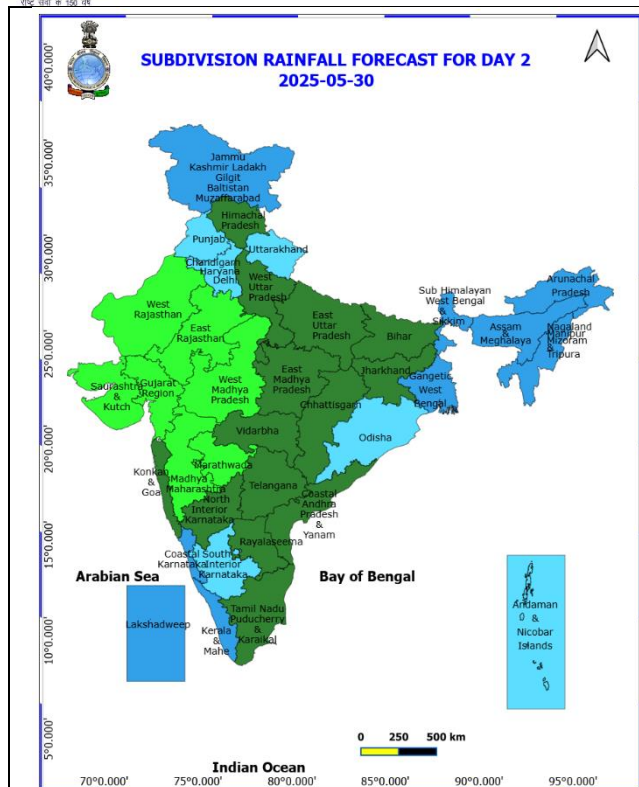 राष्ट्र सेवा के 150 वर्ष
SUBDIVISION RAINFALL FORECAST FOR DAY 2
2025-05-30
40°0.000'
35°0.000'
30°0.000'
25°0.000'
20°0.000'
15°0.000'
10°0.000'
5°0.000'
Jammu
Kashmir Ladakh
Gilgit
Baltistan
Muzaffarabad
Himachal
Pradesh
Punjab
Uttarakhand
Chandigarh
Haryana
Delhi
West
Uttar
Pradesh
Arunachal
Pradesh
Sub Himalayan
West Bengal
&
Sikkim
West
Rajasthan
East
Rajasthan
East
Uttar
Pradesh
Bihar
Assam
&
Meghalaya
Nagaland
Manipur
Mizoram
&
Tripura
Saurashtra
&
Kutch
Gujarat
Region
West
Madhya
Pradesh
East
Madhya
Pradesh
Jharkhand
Gangetic
West
Bengal
Chhattisgarh
Vidarbha
Odisha
Konkan
&
Goa
Madhya
Maharashtra
Marathwada
Telangana
North
Interior
Karnataka
Coastal
Andhra
Pradesh
&
Yanam
Rayalaseema
Coastal
Karnataka
South
Interior
Karnataka
Arabian Sea
Bay of Bengal
Lakshadweep
Kerala
&
Mahe
Tamil Nadu
Puducherry
&
Karaikal
Andaman
&
Nicobar
Islands
0 250 500 km
Indian Ocean
70°0.000' 75°0.000' 80°0.000' 85°0.000' 90°0.000' 95°0.000'